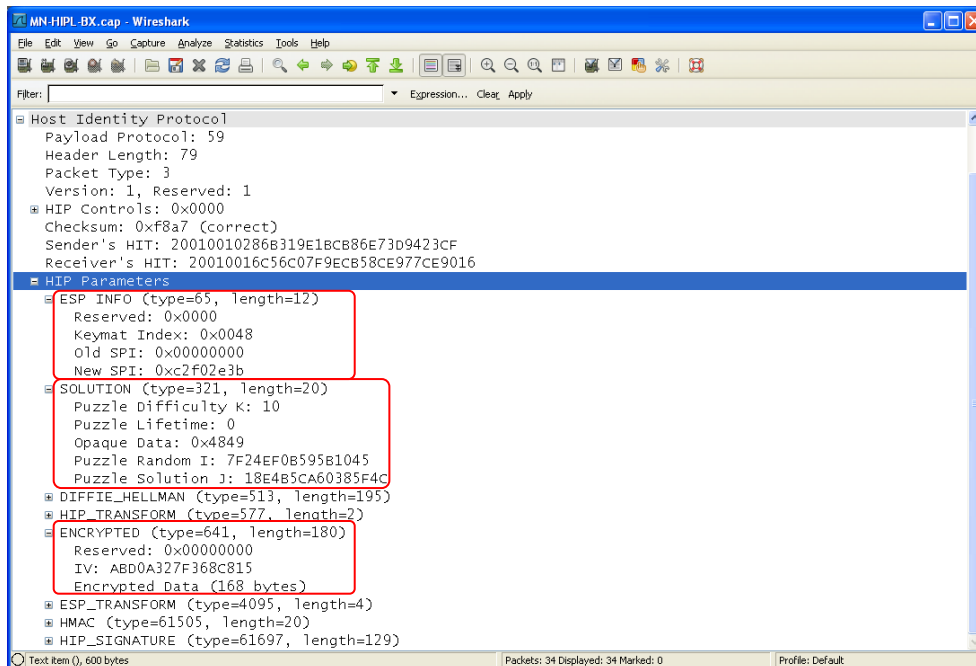 MN-HIPL-BX.cap - Wireshark
File Edit View Go Capture Analyze Statistics Tools Help
Filter: Expression... Clear Apply
Host Identity Protocol
Payload Protocol: 59
Header Length: 79
Packet Type: 3
Version: 1, Reserved: 1
HIP Controls: 0x0000
Checksum: 0xf8a7 (correct)
Sender's HIT: 20010010286B319E1BCB86E73D9423CF
Receiver's HIT: 20010016C56C07F9ECB58CE977CE9016
HIP Parameters
ESP INFO (type=65, length=12)
Reserved: 0x0000
Keymat Index: 0x0048
Old SPI: 0x00000000
New SPI: 0xc2f02e3b
SOLUTION (type=321, length=20)
Puzzle Difficulty K: 10
Puzzle Lifetime: 0
Opaque Data: 0x4849
Puzzle Random I: 7F24EF0B595B1045
Puzzle Solution J: 18E4B5CA60385F4C
DIFFIE_HELLMAN (type=513, length=195)
HIP_TRANSFORM (type=577, length=2)
ENCRYPTED (type=641, length=180)
Reserved: 0x00000000
IV: ABD0A327F368C815
Encrypted Data (168 bytes)
ESP_TRANSFORM (type=4095, length=4)
HMAC (type=61505, length=20)
HIP_SIGNATURE (type=61697, length=129)
Text item (), 600 bytes Packets: 34 Displayed: 34 Marked: 0 Profile: Default